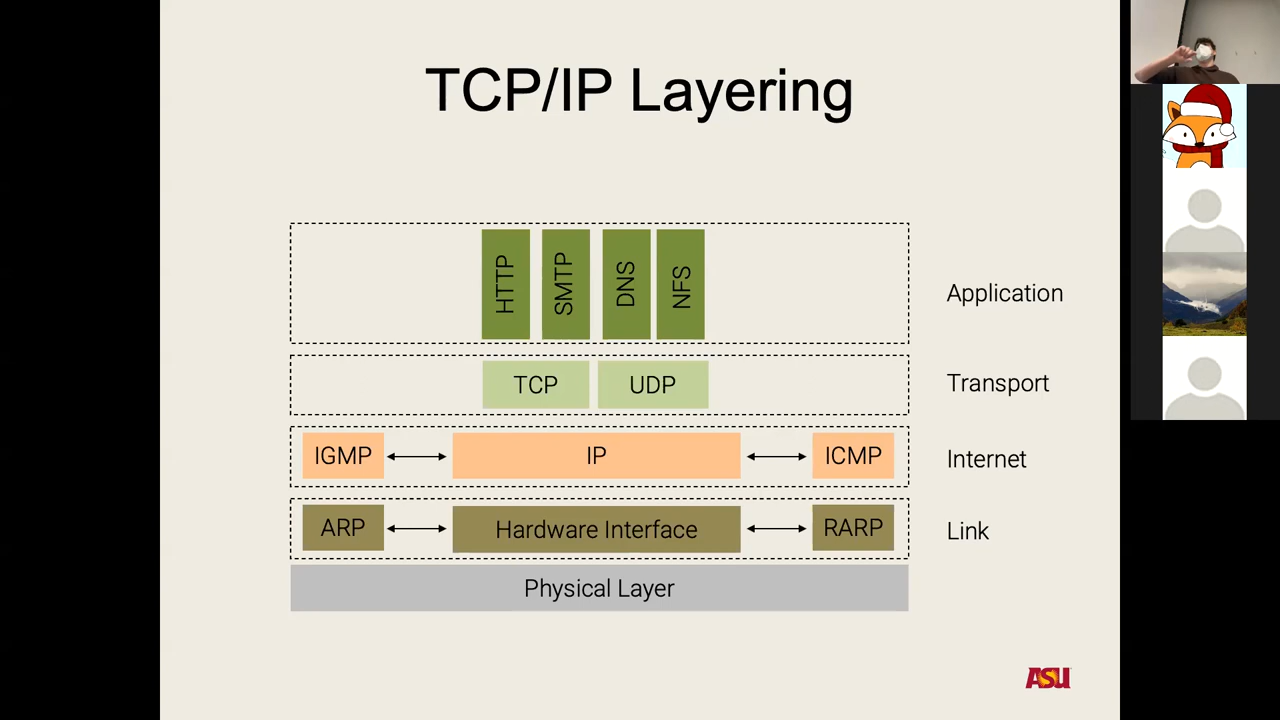 TCP/IP Layering
HTTP
SMTP
DNS
NFS
Application
TCP
UDP
Transport
IGMP
IP
ICMP
Internet
ARP
Hardware Interface
RARP
Link
Physical Layer
ASU